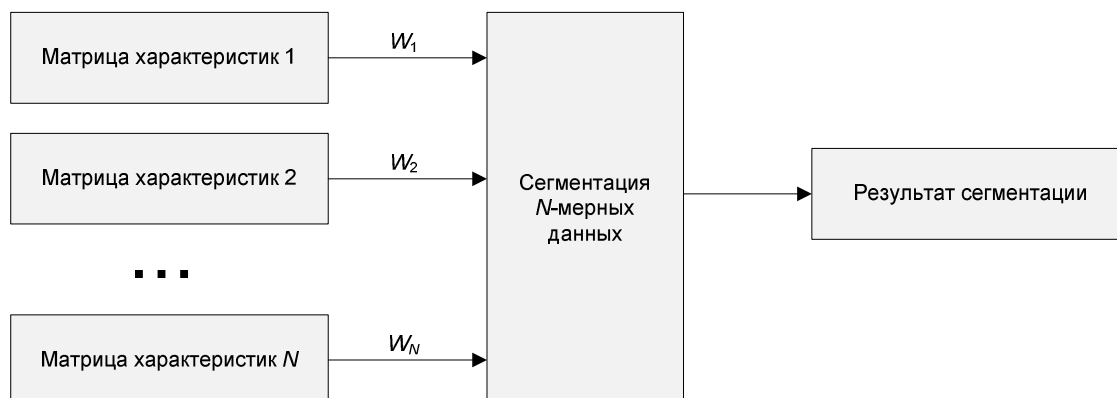 Матрица характеристик 1
W₁
Матрица характеристик 2
W₂
...
Матрица характеристик N
W_N
Сегментация
N-мерных
данных
Результат сегментации